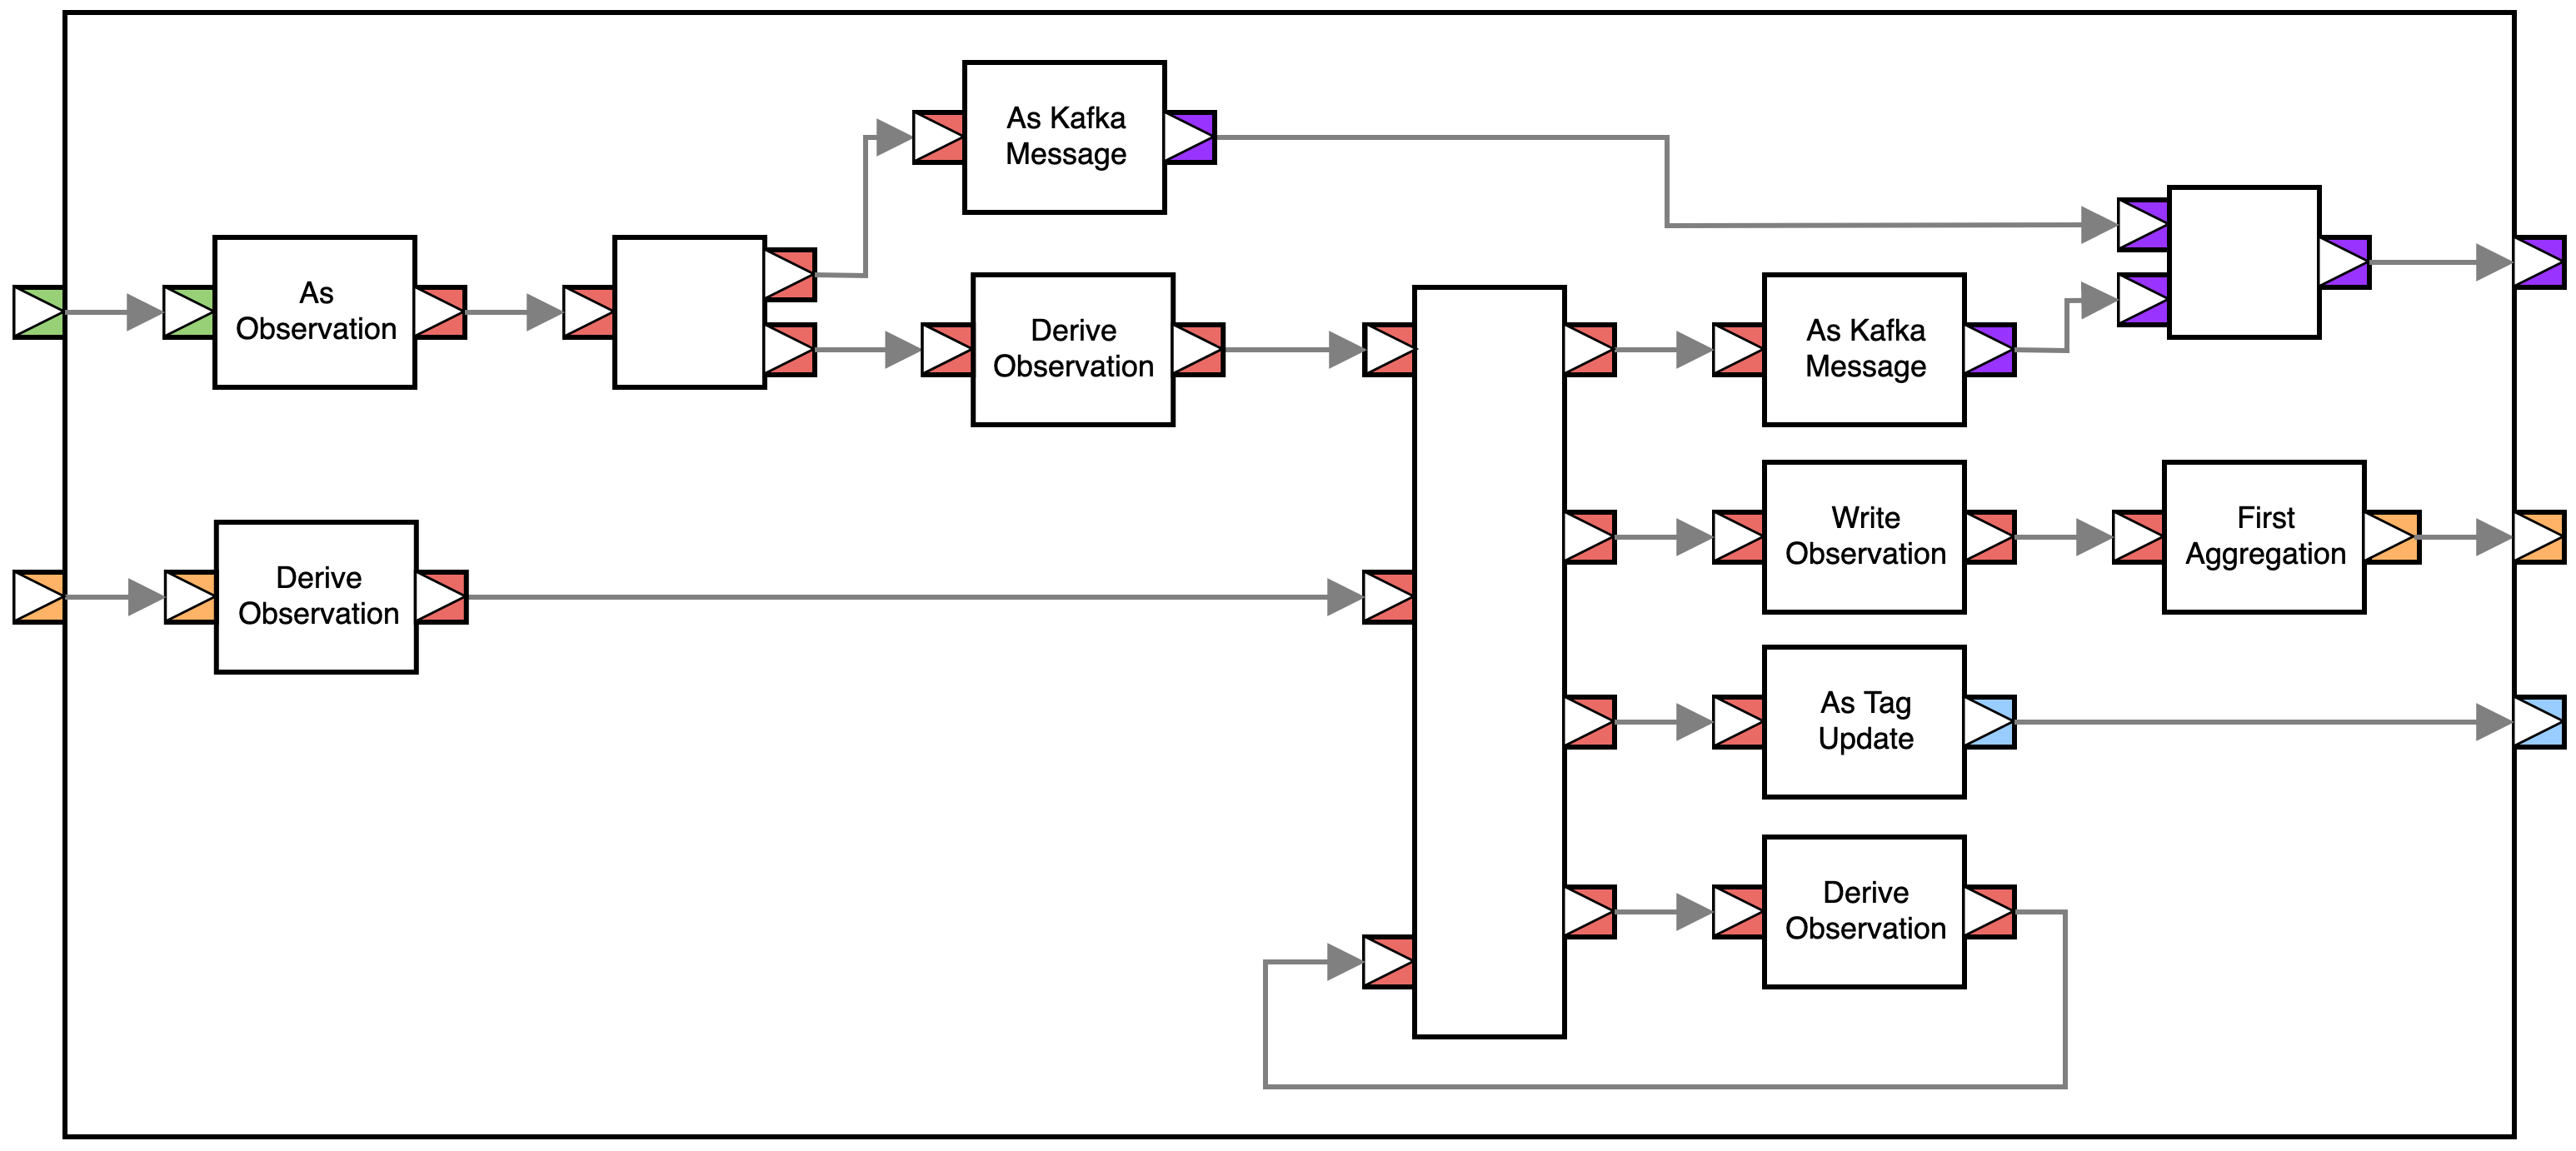 As Kafka
Message
As
Observation
Derive
Observation
As Kafka
Message
Derive
Observation
Write
Observation
First
Aggregation
As Tag
Update
Derive
Observation